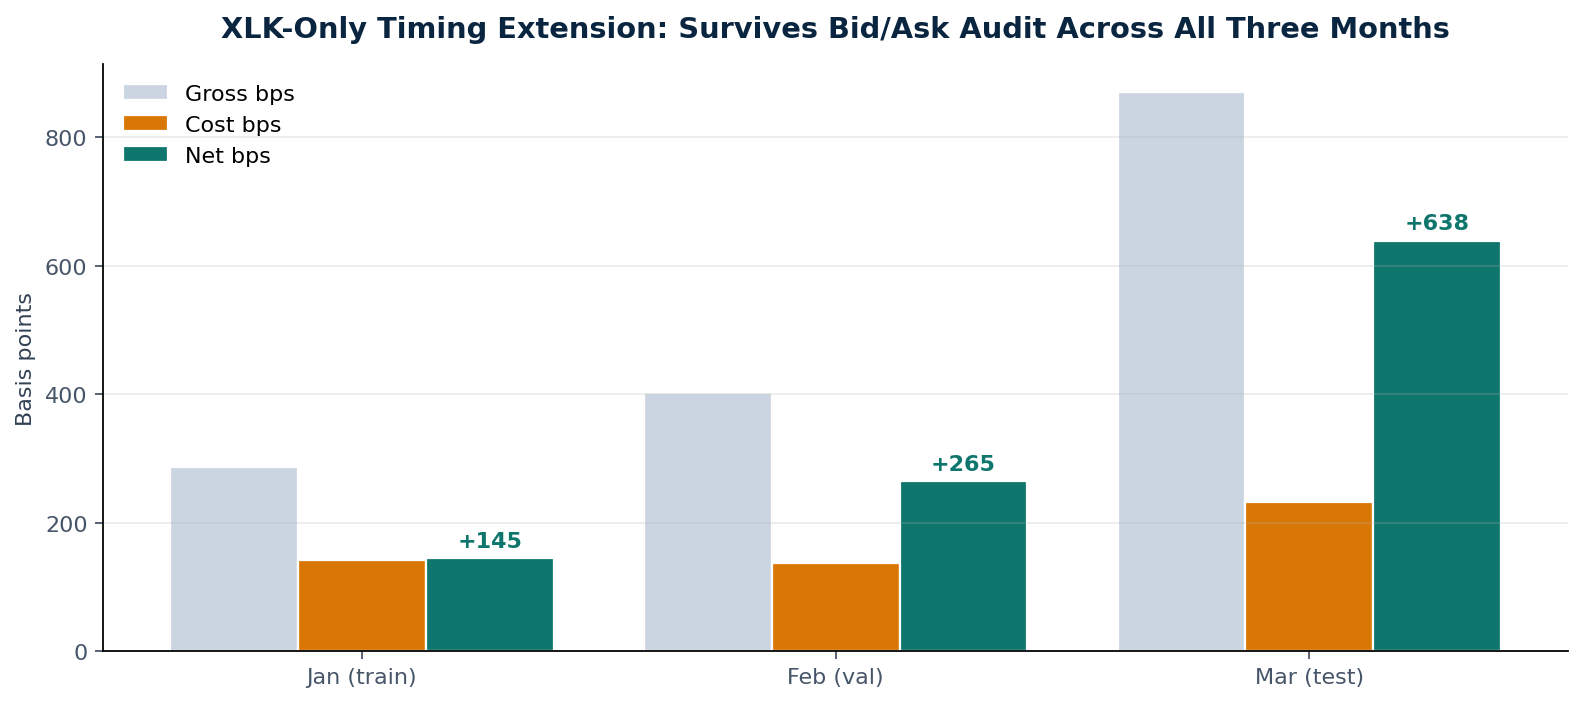 XLK-Only Timing Extension: Survives Bid/Ask Audit Across All Three Months
Gross bps
Cost bps
Net bps
Basis points
800
600
400
200
0
+145
+265
+638
Jan (train)
Feb (val)
Mar (test)